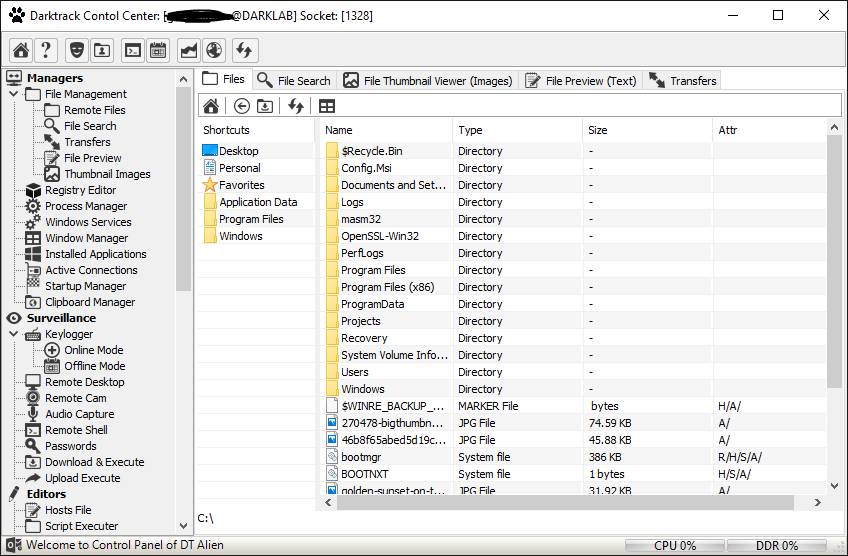 Darktrack Contol Center: [ @DARKLAB] Socket: [1328]
Files
File Search
File Thumbnail Viewer (Images)
File Preview (Text)
Transfers
Managers
File Management
Remote Files
File Search
Transfers
File Preview
Thumbnail Images
Registry Editor
Process Manager
Windows Services
Window Manager
Installed Applications
Active Connections
Startup Manager
Clipboard Manager
Surveillance
Keylogger
Online Mode
Offline Mode
Remote Desktop
Remote Cam
Audio Capture
Remote Shell
Passwords
Download & Execute
Upload Execute
Editors
Hosts File
Script Executer
Shortcuts
Desktop
Personal
Favorites
Application Data
Program Files
Windows
Name Type Size Attr
$Recycle.Bin Directory -
Config.Msi Directory -
Documents and Set... Directory -
Logs Directory -
masm32 Directory -
OpenSSL-Win32 Directory -
PerfLogs Directory -
Program Files Directory -
Program Files (x86) Directory -
ProgramData Directory -
Projects Directory -
Recovery Directory -
System Volume Info... Directory -
Users Directory -
Windows Directory -
$WINRE_BACKUP_... MARKER File bytes H/A/
270478-bigthumbn... JPG File 74.59 KB A/
46b8f65abed5d19c... JPG File 45.88 KB A/
bootmgr System file 386 KB R/H/S/A/
BOOTNXT System file 1 bytes H/S/A/
golden-sunset-on-t... JPG File 31.92 KB A/
C:\
Welcome to Control Panel of DT Alien
CPU 0%
DDR 0%